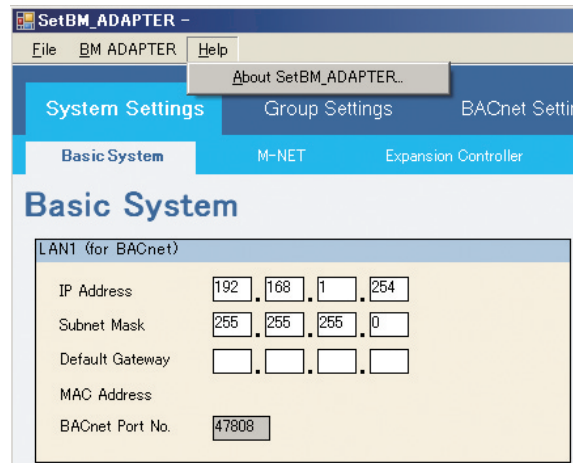 SetBM_ADAPTER -
File BM ADAPTER Help
About SetBM_ADAPTER...
System Settings Group Settings BACnet Settin
Basic System M-NET Expansion Controller
Basic System
LAN1 (for BACnet)
IP Address 192 . 168 . 1 . 254
Subnet Mask 255 . 255 . 255 . 0
Default Gateway . . .
MAC Address
BACnet Port No. 47808